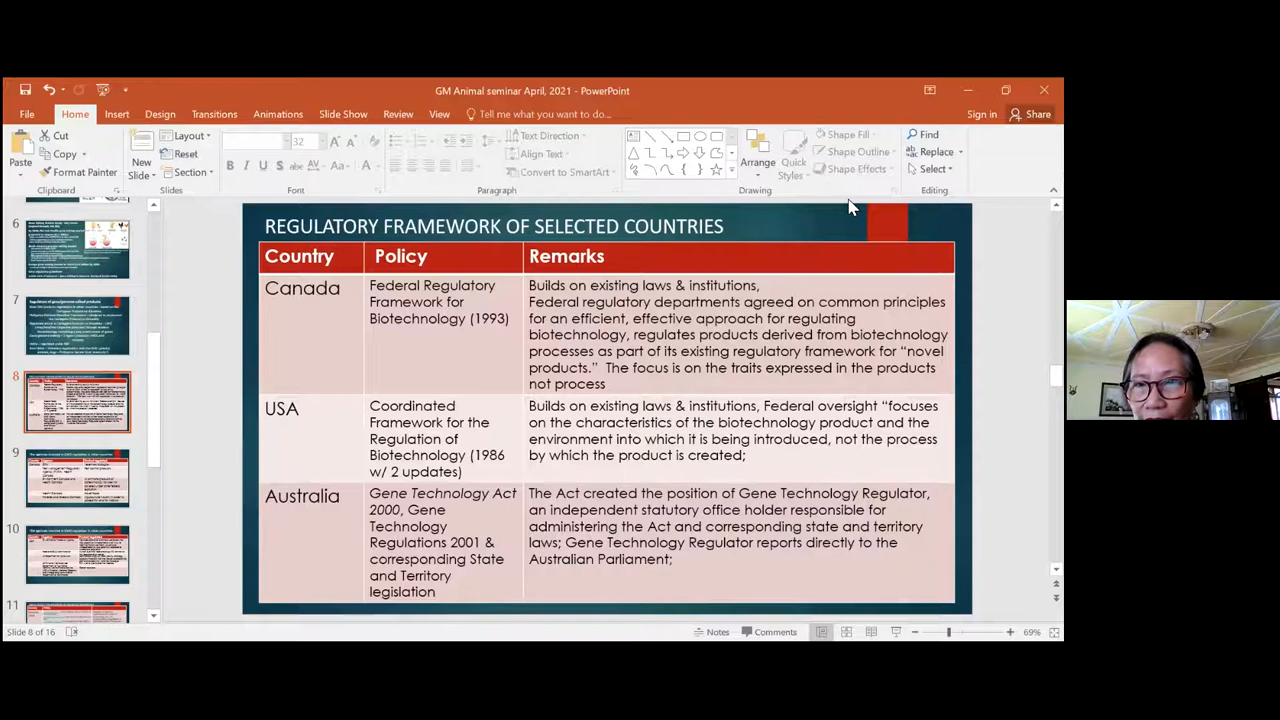 GM Animal seminar April, 2021 - PowerPoint
File Home Insert Design Transitions Animations Slide Show Review View Tell me what you want to do... Sign in Share
Paste
Cut
Copy
Format Painter
Clipboard
New
Slide
Layout
Reset
Section
Slides
32
B I U S abc AV Aa A
Font
Text Direction
Align Text
Convert to SmartArt
Paragraph
Arrange
Quick
Styles
Shape Fill
Shape Outline
Shape Effects
Drawing
Find
Replace
Select
Editing
6
7
8
9
10
11
REGULATORY FRAMEWORK OF SELECTED COUNTRIES
Country Policy Remarks
Canada
Federal Regulatory
Framework for
Biotechnology
Builds on existing laws & institutions,
Federal regulatory departments agreed on common principles
for an efficient, effective approach to regulating
biotechnology, regulates products derived from biotechnology
processes as part of its existing regulatory framework for “novel
products.” The focus is on the traits expressed in the products
not process
USA
Coordinated
Framework for the
Regulation of
Biotechnology (1986
w/ 2 updates)
Builds on existing laws & institutions, Federal oversight “focuses
on the characteristics of the biotechnology product and the
environment into which it is being introduced, not the process
by which the product is created;
Australia
Gene Technology Act
2000, Gene
Technology
Regulations 2001 &
corresponding State
and Territory
legislation
The Act created the position of Gene Technology Regulator,
an independent statutory office holder responsible for
administering the Act and corresponding state and territory
laws; Gene Technology Regulator reports directly to the
Australian Parliament;
Slide 8 of 16
Notes Comments 69%